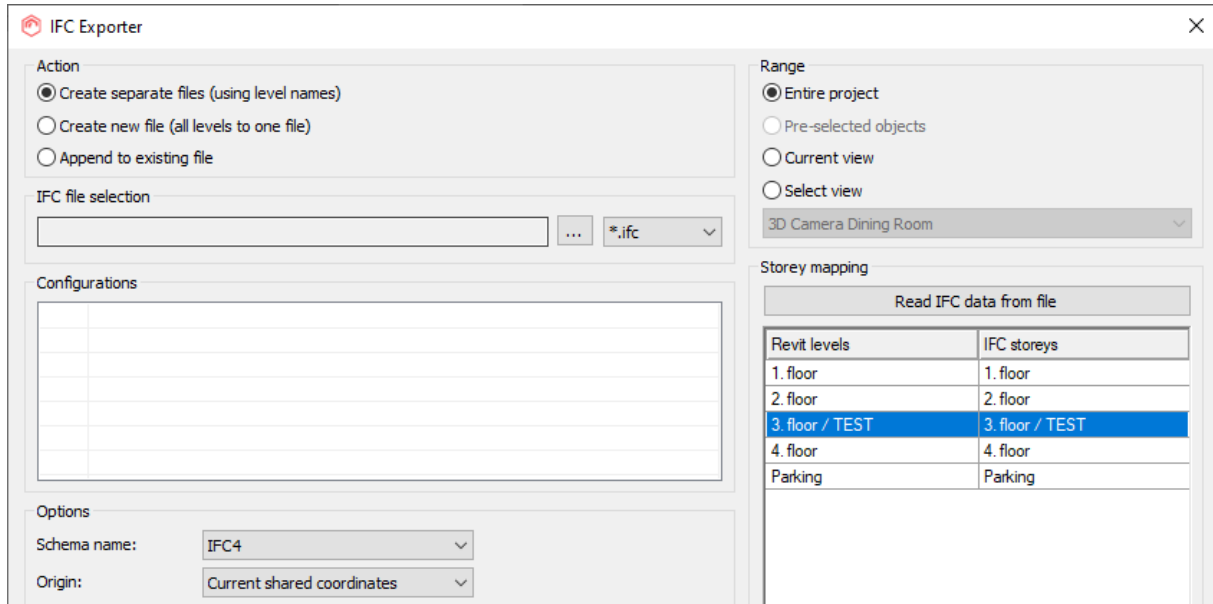 IFC Exporter
Action
Create separate files (using level names)
Create new file (all levels to one file)
Append to existing file
IFC file selection
... *.ifc
Configurations
Options
Schema name: IFC4
Origin: Current shared coordinates
Range
Entire project
Pre-selected objects
Current view
Select view
3D Camera Dining Room
Storey mapping
Read IFC data from file
Revit levels IFC storeys
1. floor 1. floor
2. floor 2. floor
3. floor / TEST 3. floor / TEST
4. floor 4. floor
Parking Parking